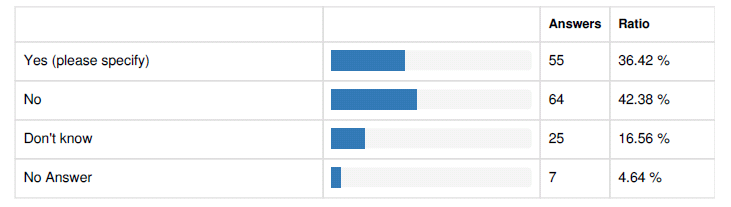 Answers Ratio
Yes (please specify) 55 36.42 %
No 64 42.38 %
Don't know 25 16.56 %
No Answer 7 4.64 %